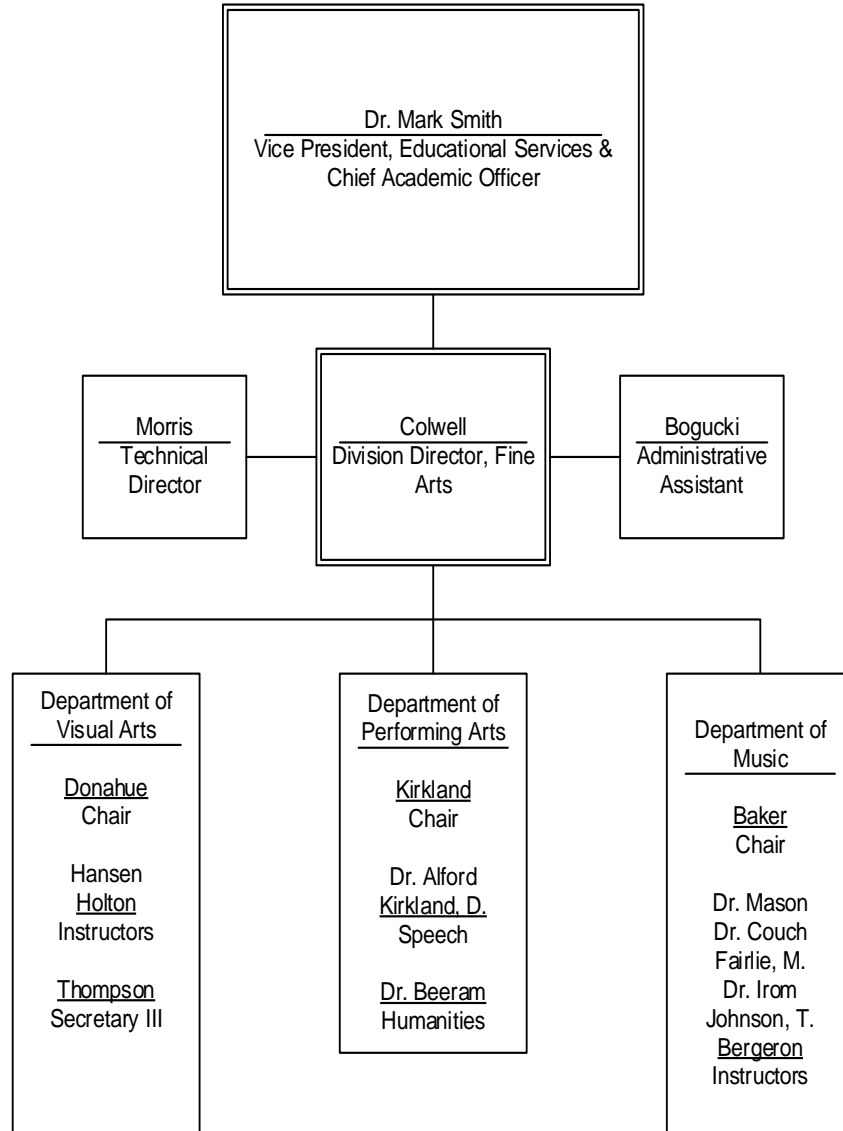 Dr. Mark Smith
Vice President, Educational Services &
Chief Academic Officer
Morris
Technical
Director
Colwell
Division Director, Fine
Arts
Bogucki
Administrative
Assistant
Department of
Visual Arts
Donahue
Chair
Hansen
Holton
Instructors
Thompson
Secretary III
Department of
Performing Arts
Kirkland
Chair
Dr. Alford
Kirkland, D.
Speech
Dr. Beeram
Humanities
Department of
Music
Baker
Chair
Dr. Mason
Dr. Couch
Fairlie, M.
Dr. Irom
Johnson, T.
Bergeron
Instructors